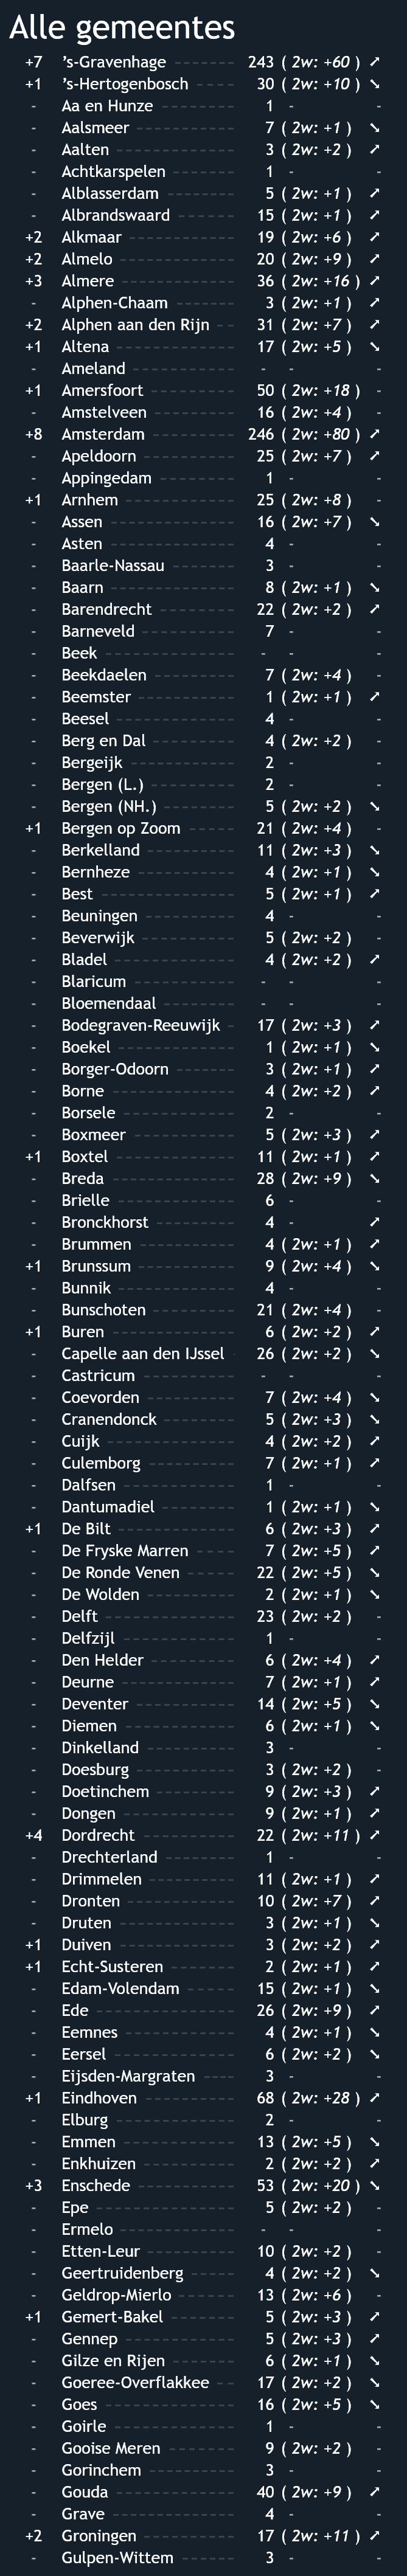 Alle gemeentes
+7 's-Gravenhage 243 ( 2w: +60 ) ➚
+1 's-Hertogenbosch 30 ( 2w: +10 ) ➘
- Aa en Hunze 1 - -
- Aalsmeer 7 ( 2w: +1 ) ➘
- Aalten 3 ( 2w: +2 ) ➚
- Achtkarspelen 1 - -
- Alblasserdam 5 ( 2w: +1 ) ➚
- Albrandswaard 15 ( 2w: +1 ) ➚
+2 Alkmaar 19 ( 2w: +6 ) ➚
+2 Almelo 20 ( 2w: +9 ) ➚
+3 Almere 36 ( 2w: +16 ) ➚
- Alphen-Chaam 3 ( 2w: +1 ) ➚
+2 Alphen aan den Rijn 31 ( 2w: +7 ) ➚
+1 Altena 17 ( 2w: +5 ) ➘
- Ameland - - -
+1 Amersfoort 50 ( 2w: +18 ) -
- Amstelveen 16 ( 2w: +4 ) -
+8 Amsterdam 246 ( 2w: +80 ) ➚
- Apeldoorn 25 ( 2w: +7 ) ➚
- Appingedam 1 - -
+1 Arnhem 25 ( 2w: +8 ) -
- Assen 16 ( 2w: +7 ) ➘
- Asten 4 - -
- Baarle-Nassau 3 - -
- Baarn 8 ( 2w: +1 ) ➘
- Barendrecht 22 ( 2w: +2 ) ➚
- Barneveld 7 - -
- Beek - - -
- Beekdaelen 7 ( 2w: +4 ) -
- Beemster 1 ( 2w: +1 ) ➚
- Beesel 4 - -
- Berg en Dal 4 ( 2w: +2 ) -
- Bergeijk 2 - -
- Bergen (L.) 2 - -
- Bergen (NH.) 5 ( 2w: +2 ) ➘
+1 Bergen op Zoom 21 ( 2w: +4 ) -
- Berkelland 11 ( 2w: +3 ) ➘
- Bernheze 4 ( 2w: +1 ) ➘
- Best 5 ( 2w: +1 ) ➚
- Beuningen 4 - -
- Beverwijk 5 ( 2w: +2 ) -
- Bladel 4 ( 2w: +2 ) ➚
- Blaricum - - -
- Bloemendaal - - -
- Bodegraven-Reeuwijk 17 ( 2w: +3 ) ➚
- Boekel 1 ( 2w: +1 ) ➘
- Borger-Odoorn 3 ( 2w: +1 ) ➚
- Borne 4 ( 2w: +2 ) ➚
- Borsele 2 - -
- Boxmeer 5 ( 2w: +3 ) ➚
+1 Boxtel 11 ( 2w: +1 ) ➚
- Breda 28 ( 2w: +9 ) ➘
- Brielle 6 - -
- Bronckhorst 4 - ➚
- Brummen 4 ( 2w: +1 ) ➚
+1 Brunssum 9 ( 2w: +4 ) ➘
- Bunnik 4 - -
- Bunschoten 21 ( 2w: +4 ) -
+1 Buren 6 ( 2w: +2 ) ➚
- Capelle aan den IJssel 26 ( 2w: +2 ) ➘
- Castricum - - -
- Coevorden 7 ( 2w: +4 ) ➘
- Cranendonck 5 ( 2w: +3 ) ➘
- Cuijk 4 ( 2w: +2 ) ➚
- Culemborg 7 ( 2w: +1 ) ➚
- Dalfsen 1 - -
- Dantumadiel 1 ( 2w: +1 ) ➘
+1 De Bilt 6 ( 2w: +3 ) ➚
- De Fryske Marren 7 ( 2w: +5 ) ➚
- De Ronde Venen 22 ( 2w: +5 ) ➘
- De Wolden 2 ( 2w: +1 ) ➘
- Delft 23 ( 2w: +2 ) -
- Delfzijl 1 - -
- Den Helder 6 ( 2w: +4 ) ➚
- Deurne 7 ( 2w: +1 ) ➚
- Deventer 14 ( 2w: +5 ) ➘
- Diemen 6 ( 2w: +1 ) ➘
- Dinkelland 3 - -
- Doesburg 3 ( 2w: +2 ) -
- Doetinchem 9 ( 2w: +3 ) ➚
- Dongen 9 ( 2w: +1 ) ➚
+4 Dordrecht 22 ( 2w: +11 ) ➚
- Drechterland 1 - -
- Drimmelen 11 ( 2w: +1 ) ➚
- Dronten 10 ( 2w: +7 ) ➚
- Druten 3 ( 2w: +1 ) ➘
+1 Duiven 3 ( 2w: +2 ) ➚
+1 Echt-Susteren 2 ( 2w: +1 ) ➚
- Edam-Volendam 15 ( 2w: +1 ) ➘
- Ede 26 ( 2w: +9 ) ➚
- Eemnes 4 ( 2w: +1 ) ➘
- Eersel 6 ( 2w: +2 ) ➘
- Eijsden-Margraten 3 - -
+1 Eindhoven 68 ( 2w: +28 ) ➚
- Elburg 2 - -
- Emmen 13 ( 2w: +5 ) ➘
- Enkhuizen 2 ( 2w: +2 ) ➚
+3 Enschede 53 ( 2w: +20 ) ➘
- Epe 5 ( 2w: +2 ) -
- Ermelo - - -
- Etten-Leur 10 ( 2w: +2 ) -
- Geertruidenberg 4 ( 2w: +2 ) ➘
- Geldrop-Mierlo 13 ( 2w: +6 ) -
+1 Gemert-Bakel 5 ( 2w: +3 ) ➚
- Gennep 5 ( 2w: +3 ) ➚
- Gilze en Rijen 6 ( 2w: +1 ) ➘
- Goeree-Overflakkee 17 ( 2w: +2 ) ➘
- Goes 16 ( 2w: +5 ) ➘
- Goirle 1 - -
- Gooise Meren 9 ( 2w: +2 ) -
- Gorinchem 3 - -
- Gouda 40 ( 2w: +9 ) ➚
- Grave 4 - -
+2 Groningen 17 ( 2w: +11 ) ➚
- Gulpen-Wittem 3 - -